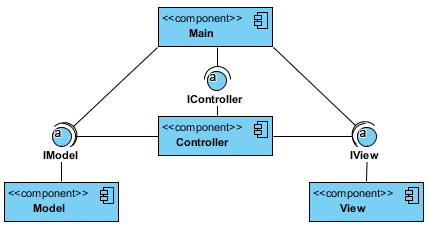 <<component>>
Main
a
IController
<<component>>
Controller
a
IModel
a
IView
<<component>>
Model
<<component>>
View